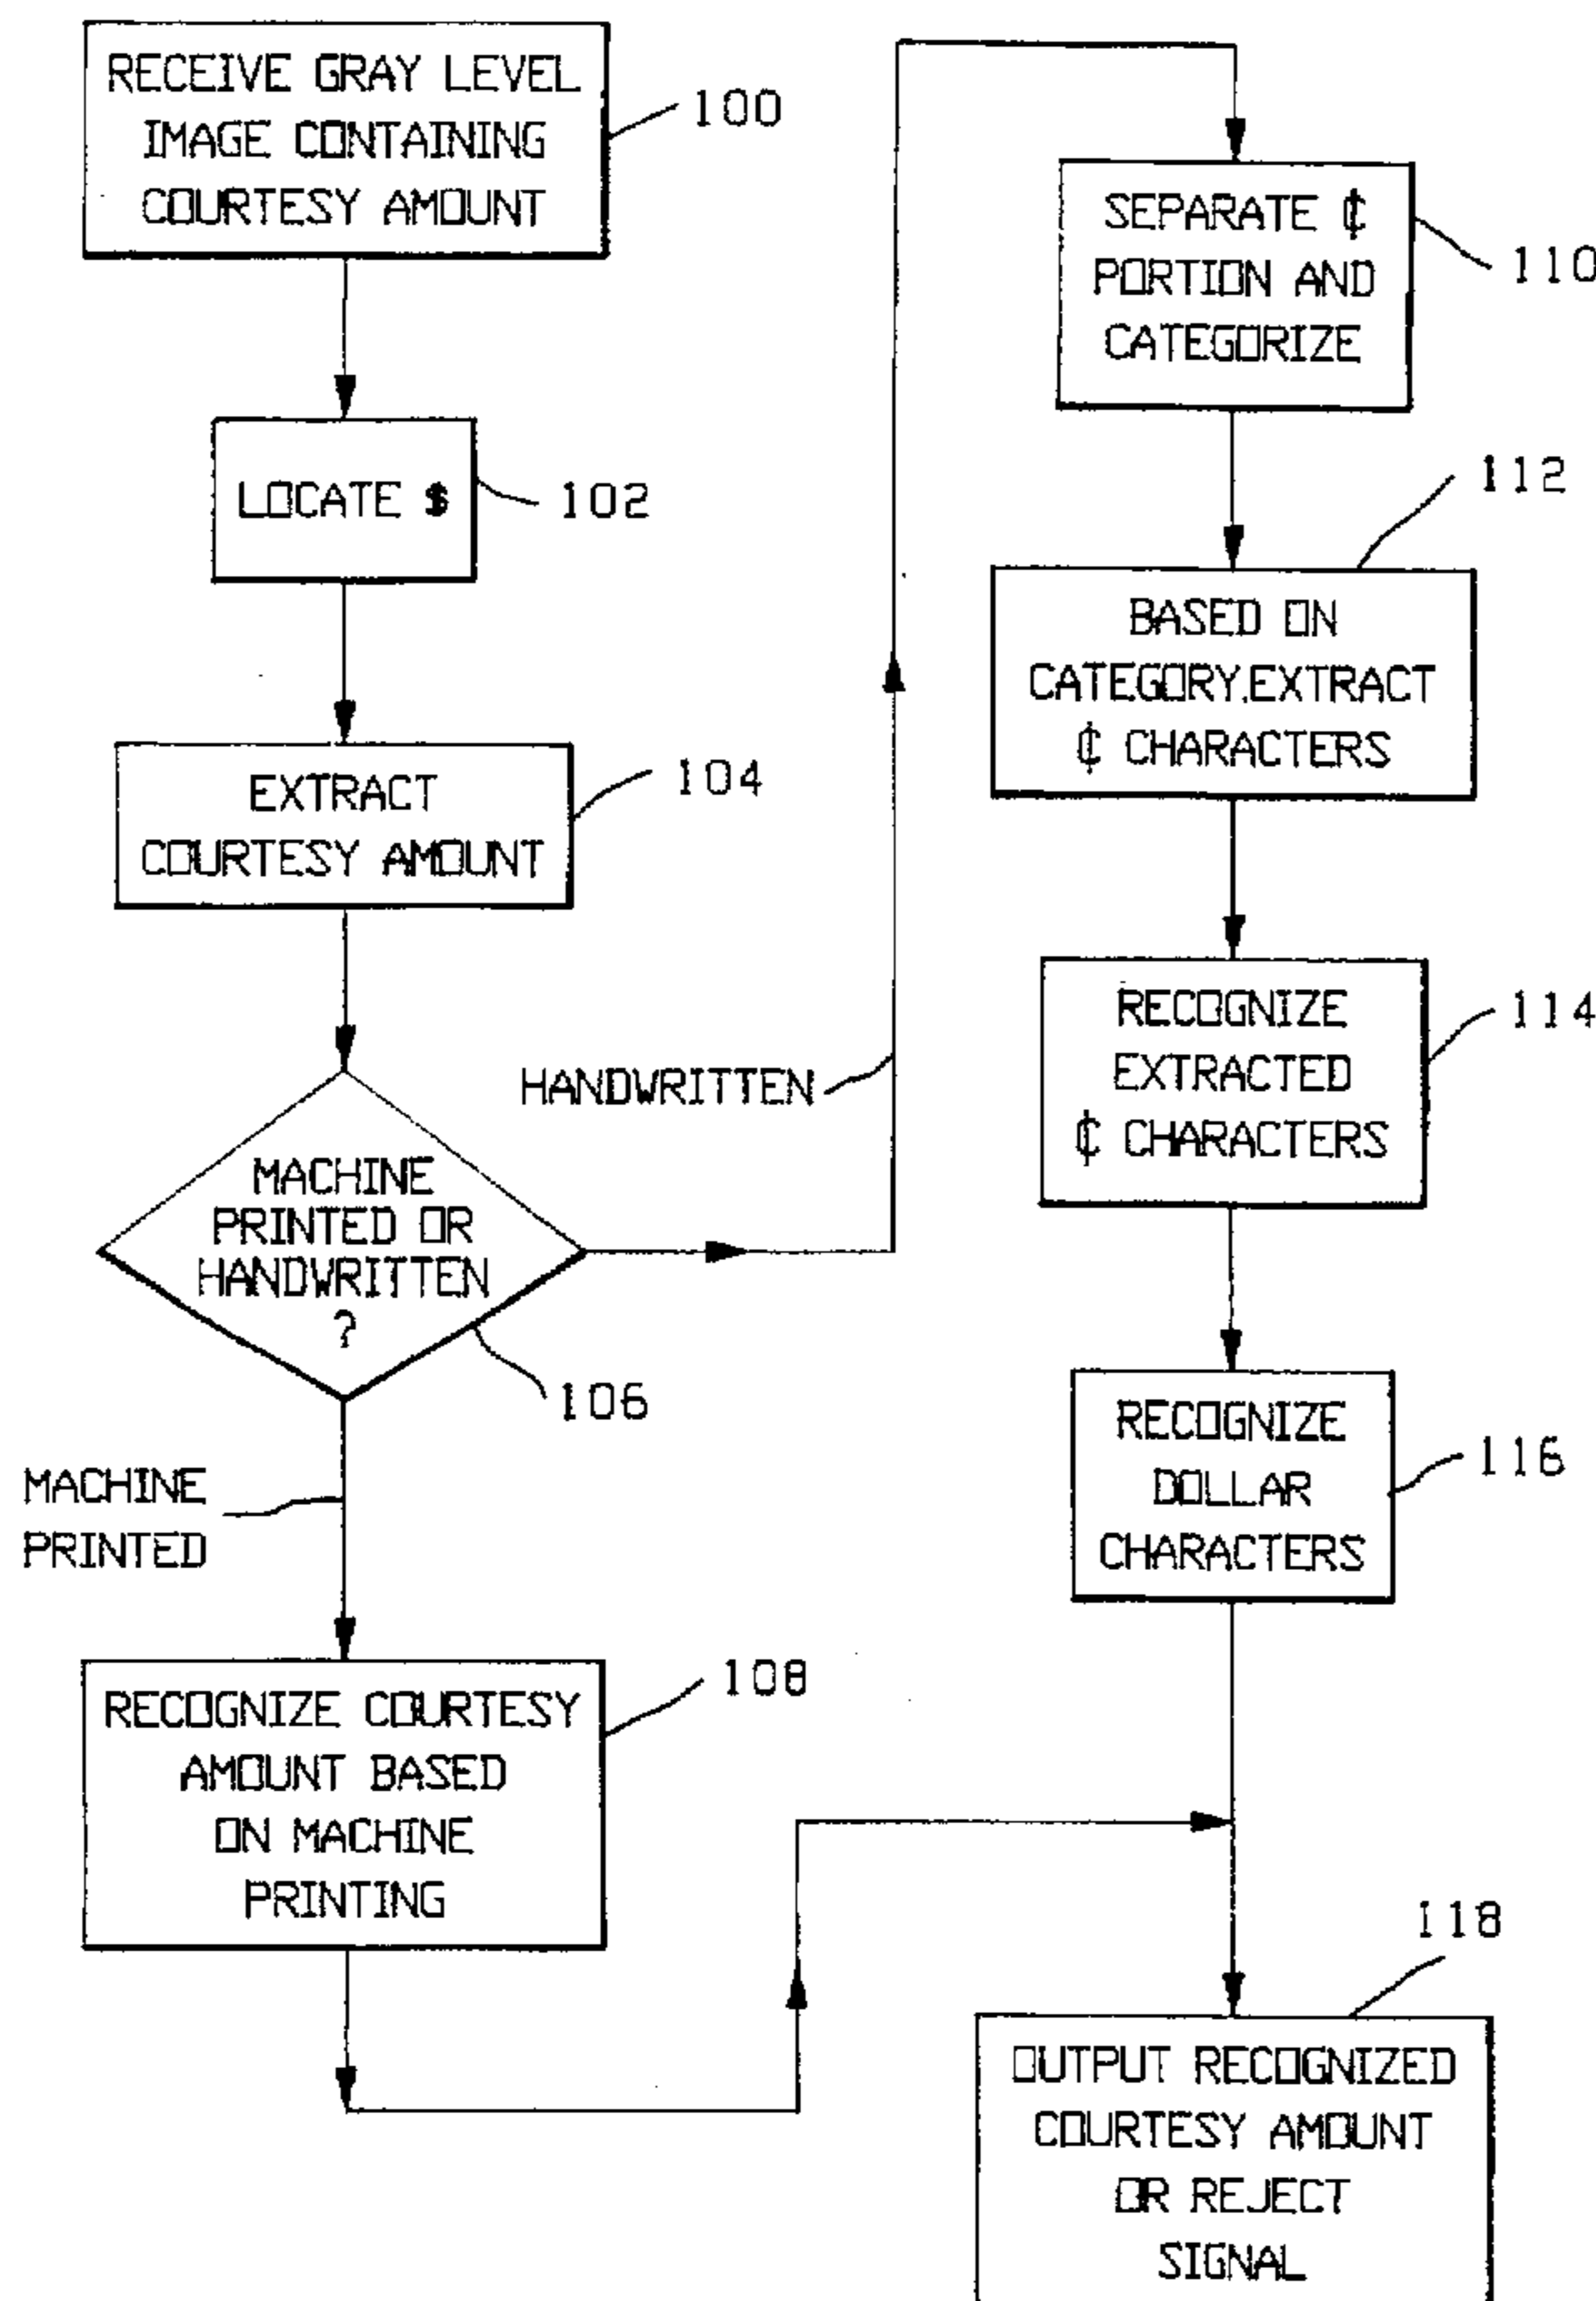 RECEIVE GRAY LEVEL
IMAGE CONTAINING
COURTESY AMOUNT
100
LOCATE $
102
EXTRACT
COURTESY AMOUNT
104
MACHINE
PRINTED OR
HANDWRITTEN
?
106
HANDWRITTEN
MACHINE
PRINTED
RECOGNIZE COURTESY
AMOUNT BASED
ON MACHINE
PRINTING
108
SEPARATE ₵
PORTION AND
CATEGORIZE
110
BASED ON
CATEGORY,EXTRACT
₵ CHARACTERS
112
RECOGNIZE
EXTRACTED
₵ CHARACTERS
114
RECOGNIZE
DOLLAR
CHARACTERS
116
OUTPUT RECOGNIZED
COURTESY AMOUNT
OR REJECT
SIGNAL
118